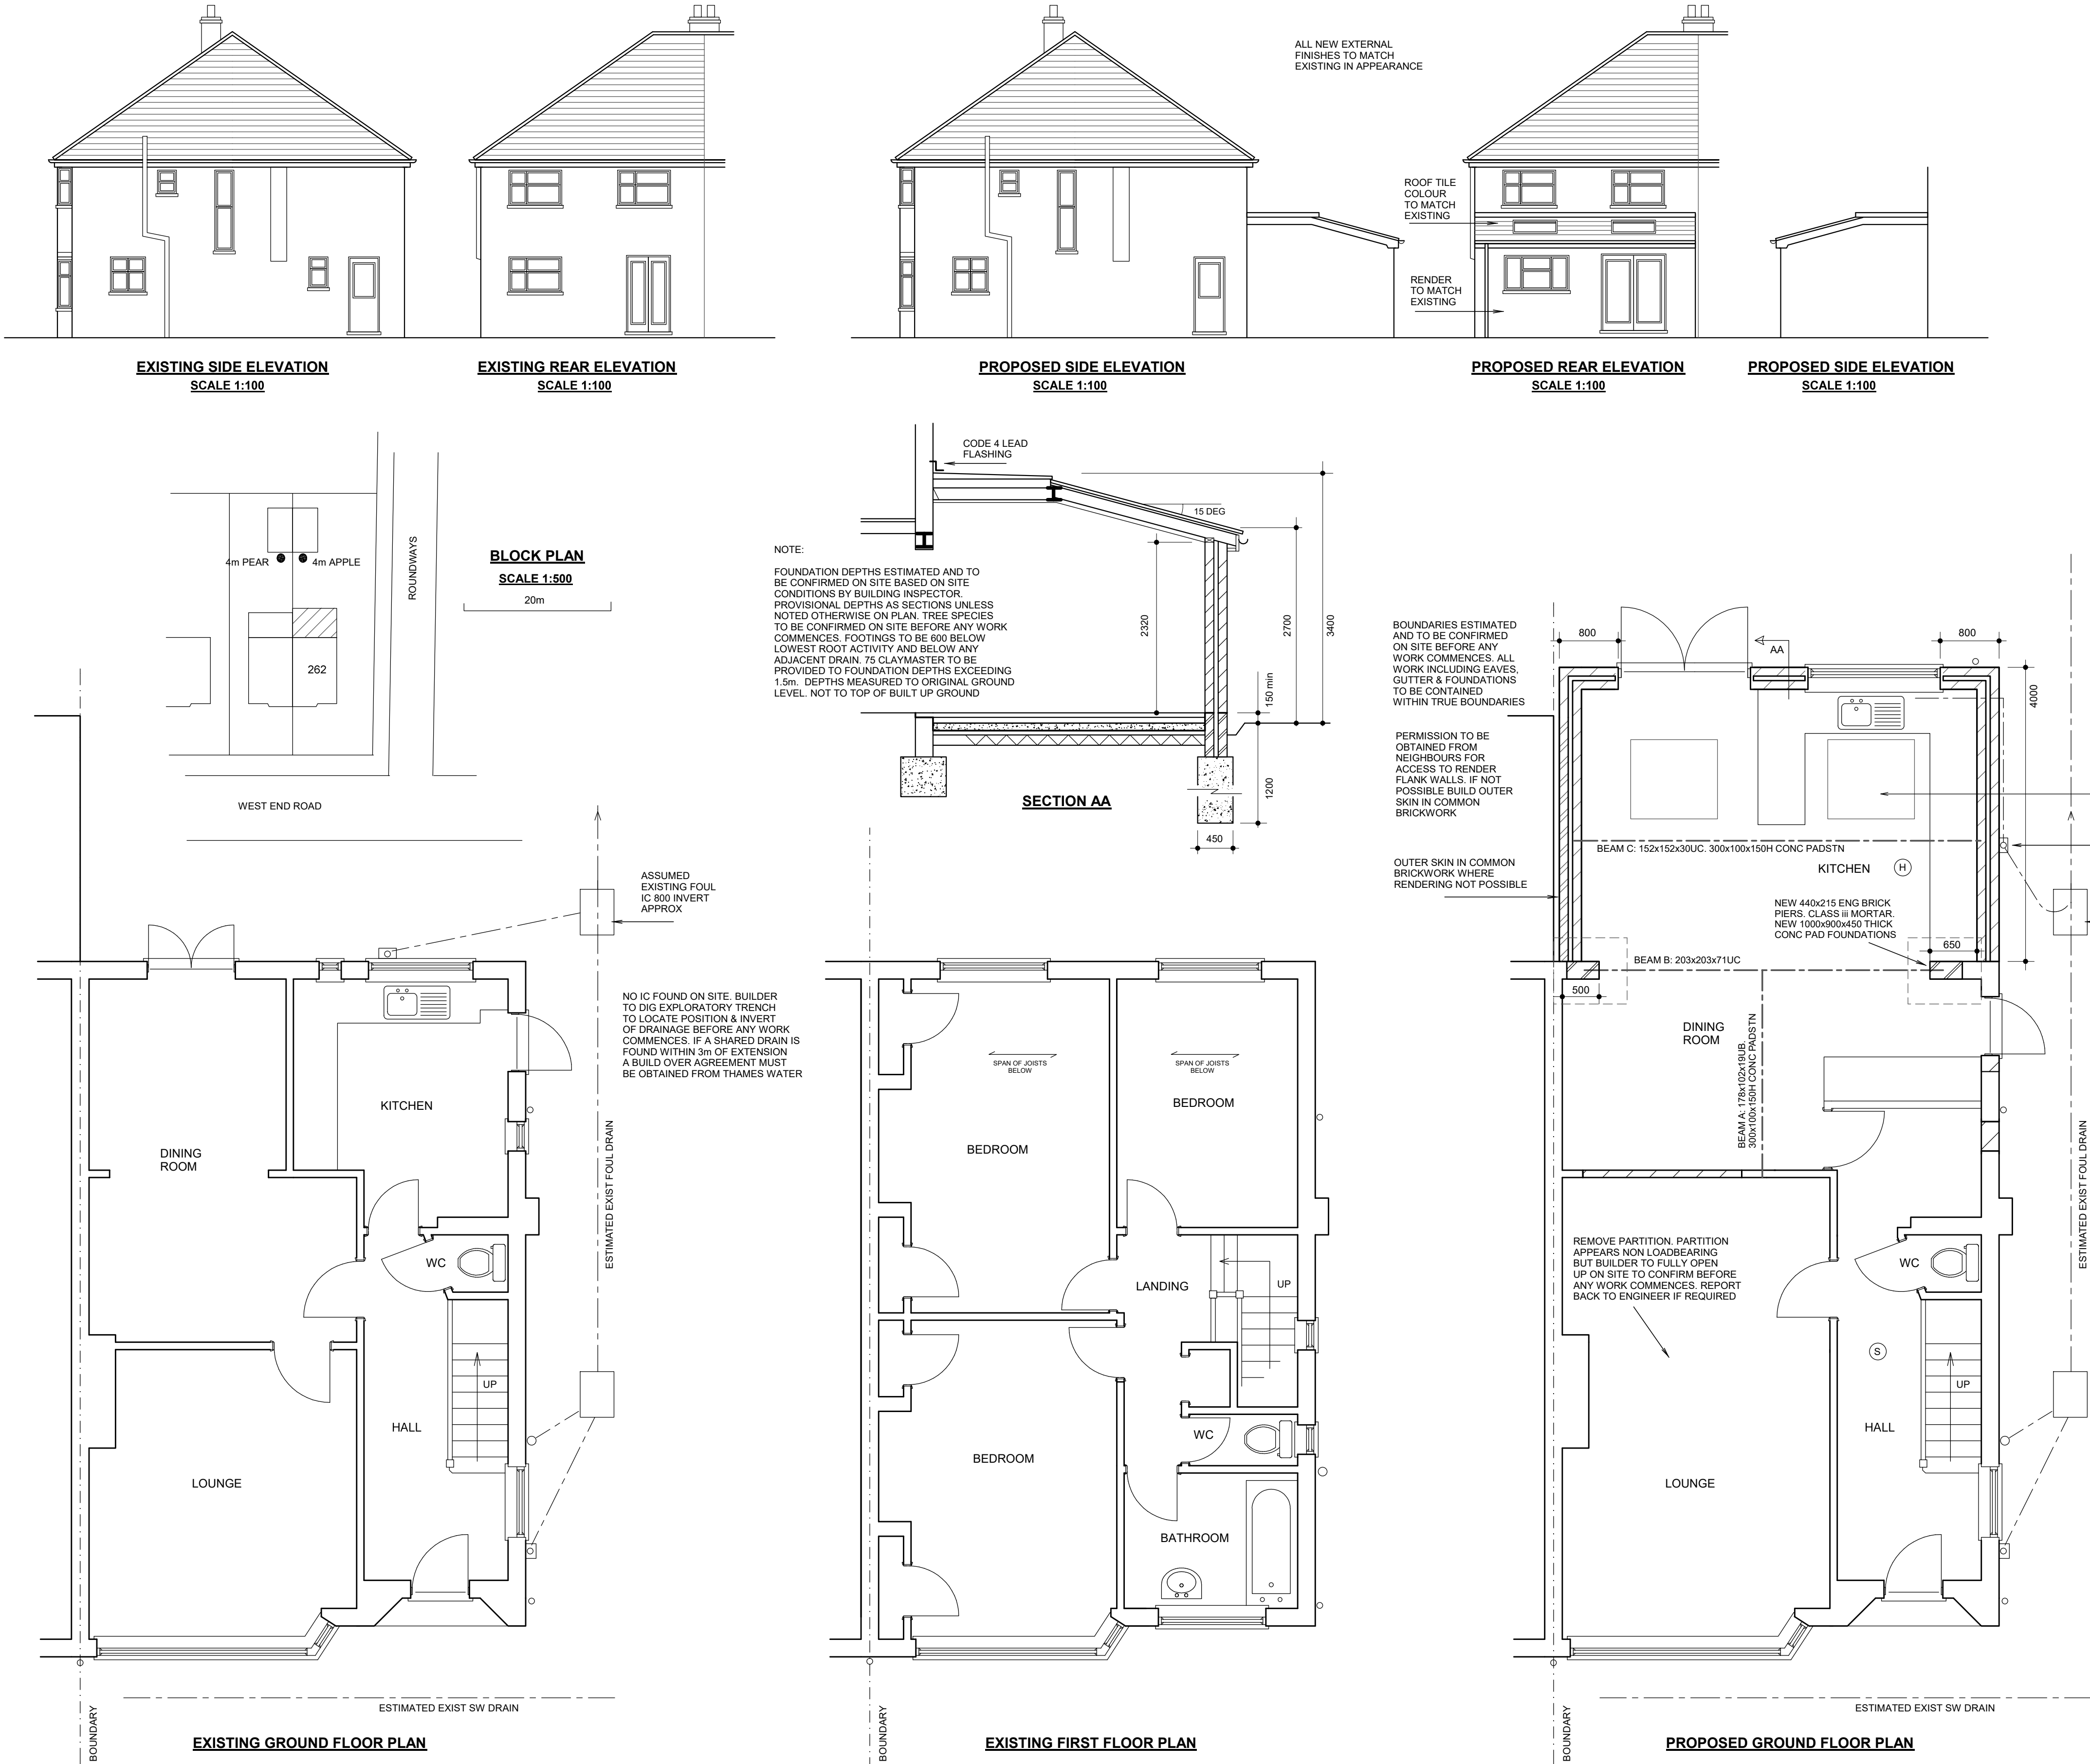 ALL NEW EXTERNAL
FINISHES TO MATCH
EXISTING IN APPEARANCE
ROOF TILE
COLOUR
TO MATCH
EXISTING
RENDER
TO MATCH
EXISTING
EXISTING SIDE ELEVATION
SCALE 1:100
EXISTING REAR ELEVATION
SCALE 1:100
PROPOSED SIDE ELEVATION
SCALE 1:100
PROPOSED REAR ELEVATION
SCALE 1:100
PROPOSED SIDE ELEVATION
SCALE 1:100
4m PEAR
4m APPLE
262
ROUNDWAYS
WEST END ROAD
BLOCK PLAN
SCALE 1:500
20m
CODE 4 LEAD
FLASHING
15 DEG
NOTE:
FOUNDATION DEPTHS ESTIMATED AND TO
BE CONFIRMED ON SITE BASED ON SITE
CONDITIONS BY BUILDING INSPECTOR.
PROVISIONAL DEPTHS AS SECTIONS UNLESS
NOTED OTHERWISE ON PLAN. TREE SPECIES
TO BE CONFIRMED ON SITE BEFORE ANY WORK
COMMENCES. FOOTINGS TO BE 600 BELOW
LOWEST ROOT ACTIVITY AND BELOW ANY
ADJACENT DRAIN. 75 CLAYMASTER TO BE
PROVIDED TO FOUNDATION DEPTHS EXCEEDING
1.5m. DEPTHS MEASURED TO ORIGINAL GROUND
LEVEL. NOT TO TOP OF BUILT UP GROUND
2320
2700
3400
150 min
1200
450
SECTION AA
BOUNDARIES ESTIMATED
AND TO BE CONFIRMED
ON SITE BEFORE ANY
WORK COMMENCES. ALL
WORK INCLUDING EAVES,
GUTTER & FOUNDATIONS
TO BE CONTAINED
WITHIN TRUE BOUNDARIES
PERMISSION TO BE
OBTAINED FROM
NEIGHBOURS FOR
ACCESS TO RENDER
FLANK WALLS. IF NOT
POSSIBLE BUILD OUTER
SKIN IN COMMON
BRICKWORK
OUTER SKIN IN COMMON
BRICKWORK WHERE
RENDERING NOT POSSIBLE
ASSUMED
EXISTING FOUL
IC 800 INVERT
APPROX
NO IC FOUND ON SITE. BUILDER
TO DIG EXPLORATORY TRENCH
TO LOCATE POSITION & INVERT
OF DRAINAGE BEFORE ANY WORK
COMMENCES. IF A SHARED DRAIN IS
FOUND WITHIN 3m OF EXTENSION
A BUILD OVER AGREEMENT MUST
BE OBTAINED FROM THAMES WATER
DINING
ROOM
KITCHEN
WC
UP
HALL
LOUNGE
ESTIMATED EXIST FOUL DRAIN
ESTIMATED EXIST SW DRAIN
BOUNDARY
EXISTING GROUND FLOOR PLAN
SPAN OF JOISTS
BELOW
SPAN OF JOISTS
BELOW
BEDROOM
BEDROOM
LANDING
UP
WC
BEDROOM
BATHROOM
BOUNDARY
EXISTING FIRST FLOOR PLAN
800
AA
800
4000
BEAM C: 152x152x30UC. 300x100x150H CONC PADSTN
KITCHEN
H
NEW 440x215 ENG BRICK
PIERS. CLASS iii MORTAR.
NEW 1000x900x450 THICK
CONC PAD FOUNDATIONS
650
BEAM B: 203x203x71UC
500
DINING
ROOM
BEAM A: 178x102x19UB.
300x100x150H CONC PADSTN
REMOVE PARTITION. PARTITION
APPEARS NON LOADBEARING
BUT BUILDER TO FULLY OPEN
UP ON SITE TO CONFIRM BEFORE
ANY WORK COMMENCES. REPORT
BACK TO ENGINEER IF REQUIRED
WC
S
UP
HALL
LOUNGE
ESTIMATED EXIST FOUL DRAIN
ESTIMATED EXIST SW DRAIN
BOUNDARY
PROPOSED GROUND FLOOR PLAN